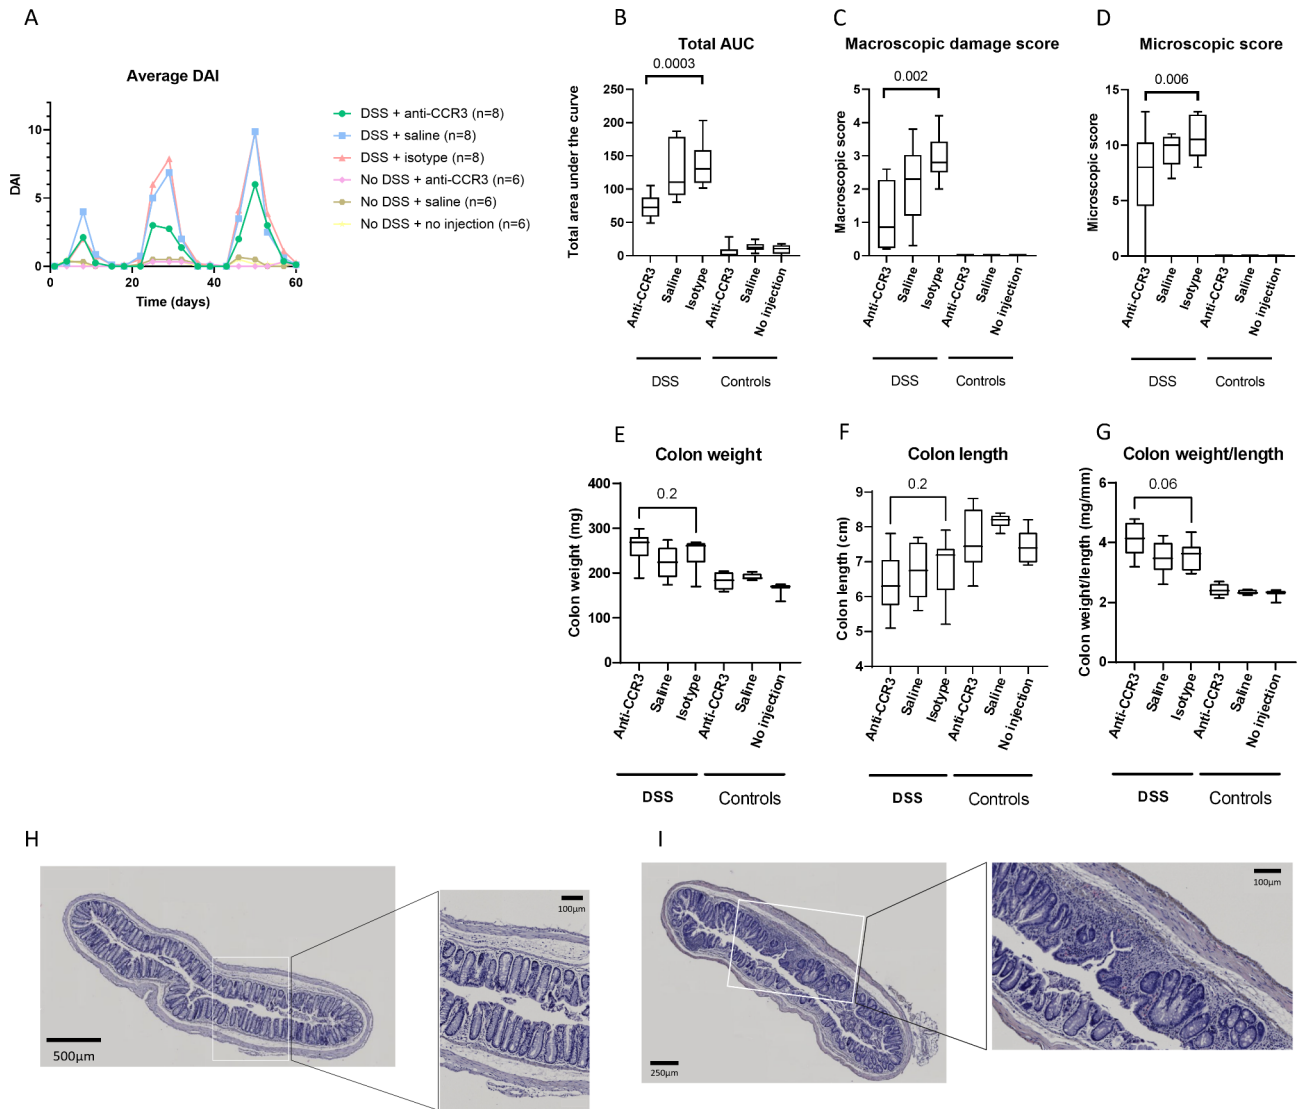 A
Average DAI
DAI
10
5
0
0
20
40
60
Time (days)
DSS + anti-CCR3 (n=8)
DSS + saline (n=8)
DSS + isotype (n=8)
No DSS + anti-CCR3 (n=6)
No DSS + saline (n=6)
No DSS + no injection (n=6)
B
Total AUC
0.0003
Total area under the curve
250
200
150
100
50
0
Anti-CCR3
Saline
Isotype
Anti-CCR3
Saline
No injection
DSS
Controls
C
Macroscopic damage score
0.002
Macroscopic score
5
4
3
2
1
0
Anti-CCR3
Saline
Isotype
Anti-CCR3
Saline
No injection
DSS
Controls
D
Microscopic score
0.006
Microscopic score
15
10
5
0
Anti-CCR3
Saline
Isotype
Anti-CCR3
Saline
No injection
DSS
Controls
E
Colon weight
0.2
Colon weight (mg)
400
300
200
100
0
Anti-CCR3
Saline
Isotype
Anti-CCR3
Saline
No injection
DSS
Controls
F
Colon length
0.2
Colon length (cm)
9
8
7
6
5
4
Anti-CCR3
Saline
Isotype
Anti-CCR3
Saline
No injection
DSS
Controls
G
Colon weight/length
0.06
Colon weight/length (mg/mm)
6
4
2
0
Anti-CCR3
Saline
Isotype
Anti-CCR3
Saline
No injection
DSS
Controls
H
500μm
100μm
I
250μm
100μm